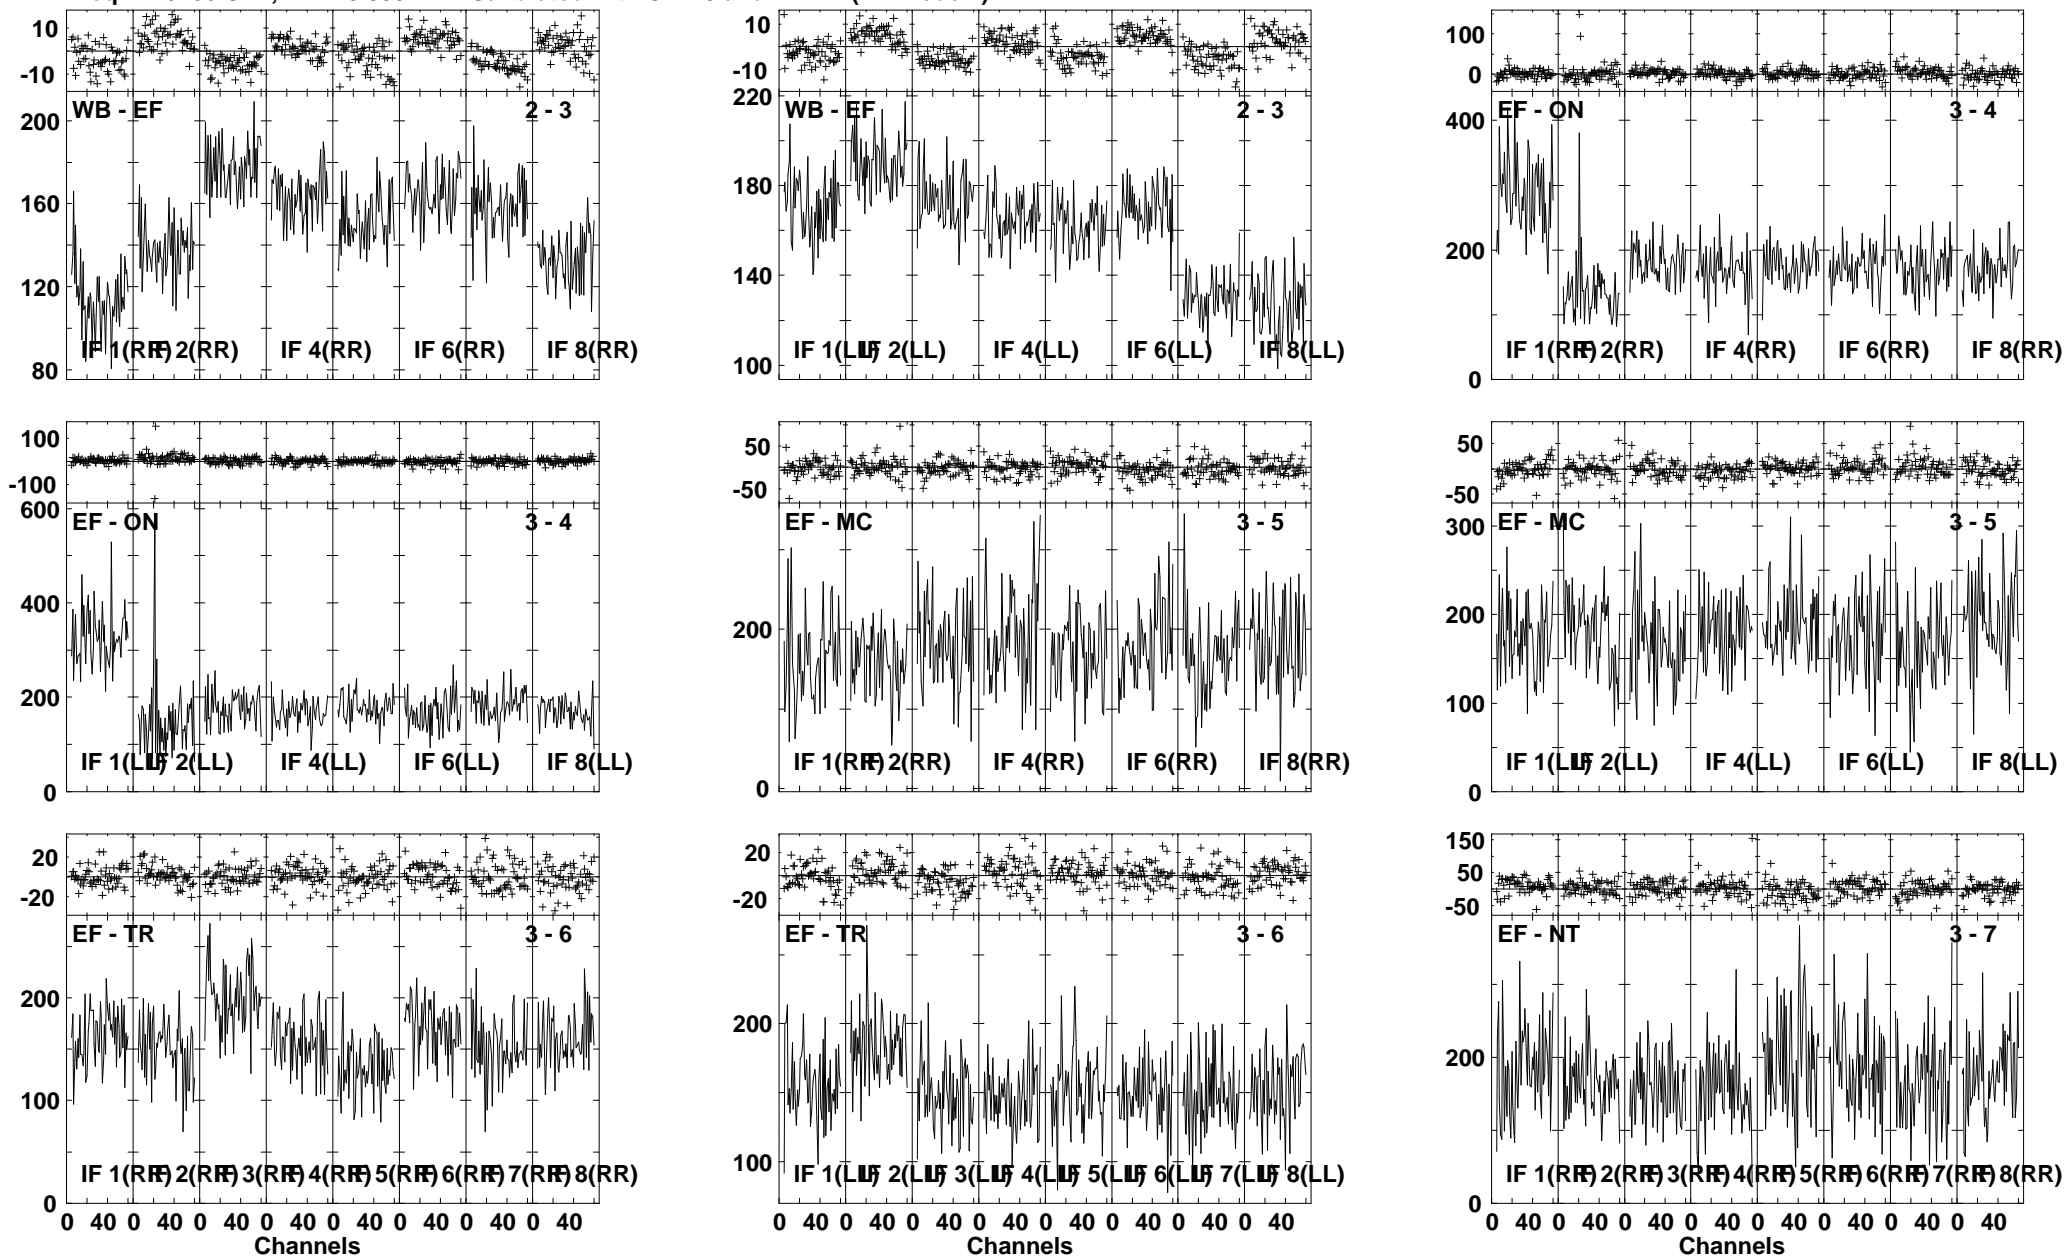 10
-10
WB - EF 2 - 3
200
160
120
80
IF 1(RR) IF 2(RR) IF 4(RR) IF 6(RR) IF 8(RR)
10
-10
WB - EF 2 - 3
220
180
140
100
IF 1(LL) IF 2(LL) IF 4(LL) IF 6(LL) IF 8(LL)
100
0
EF - ON 3 - 4
400
200
0
IF 1(RR) IF 2(RR) IF 4(RR) IF 6(RR) IF 8(RR)
100
-100
EF - ON 3 - 4
600
400
200
0
IF 1(LL) IF 2(LL) IF 4(LL) IF 6(LL) IF 8(LL)
50
-50
EF - MC 3 - 5
200
0
IF 1(RR) IF 2(RR) IF 4(RR) IF 6(RR) IF 8(RR)
50
-50
EF - MC 3 - 5
300
200
100
0
IF 1(LL) IF 2(LL) IF 4(LL) IF 6(LL) IF 8(LL)
20
-20
EF - TR 3 - 6
200
100
0
IF 1(RR) IF 2(RR) IF 3(RR) IF 4(RR) IF 5(RR) IF 6(RR) IF 7(RR) IF 8(RR)
0 40 0 40 0 40 0 40 0 40 0 40 0 40 0 40
Channels
20
-20
EF - TR 3 - 6
200
100
IF 1(LL) IF 2(LL) IF 3(LL) IF 4(LL) IF 5(LL) IF 6(LL) IF 7(LL) IF 8(LL)
0 40 0 40 0 40 0 40 0 40 0 40 0 40 0 40
Channels
150
50
-50
EF - NT 3 - 7
200
0
IF 1(RR) IF 2(RR) IF 3(RR) IF 4(RR) IF 5(RR) IF 6(RR) IF 7(RR) IF 8(RR)
0 40 0 40 0 40 0 40 0 40 0 40 0 40 0 40
Channels